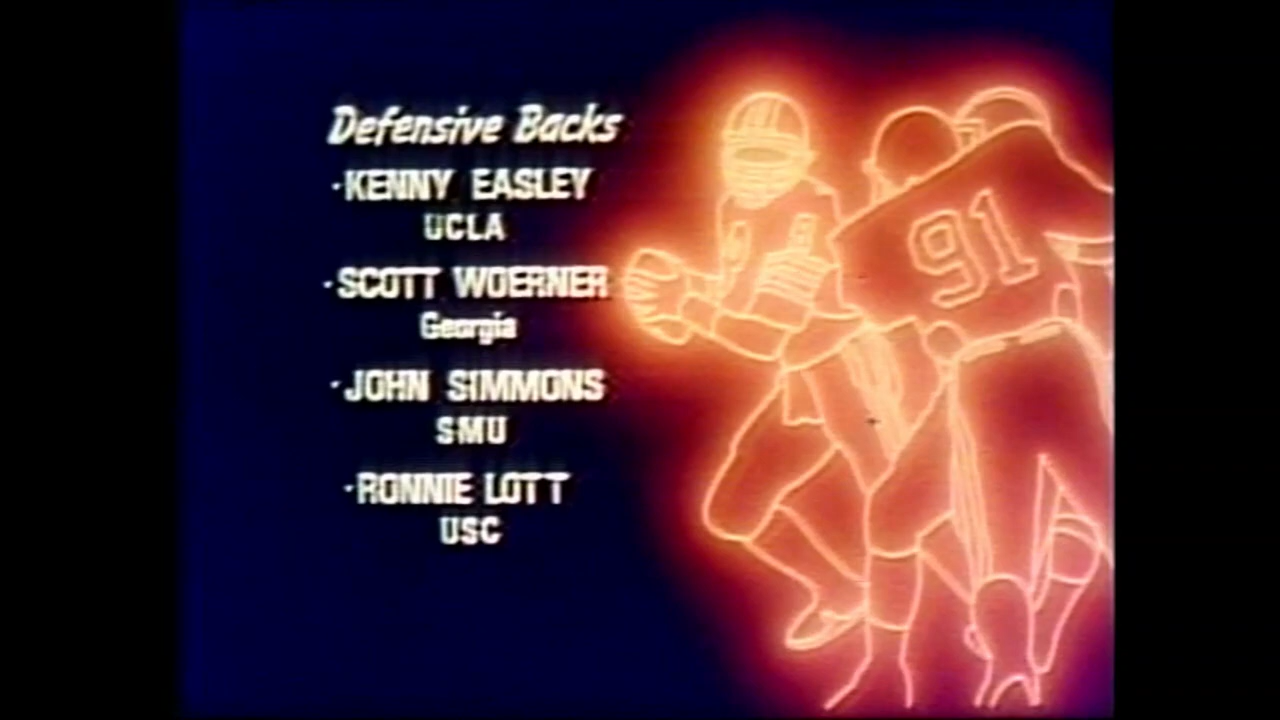 Defensive Backs
·KENNY EASLEY
UCLA
·SCOTT WOERNER
Georgia
·JOHN SIMMONS
SMU
·RONNIE LOTT
USC
91